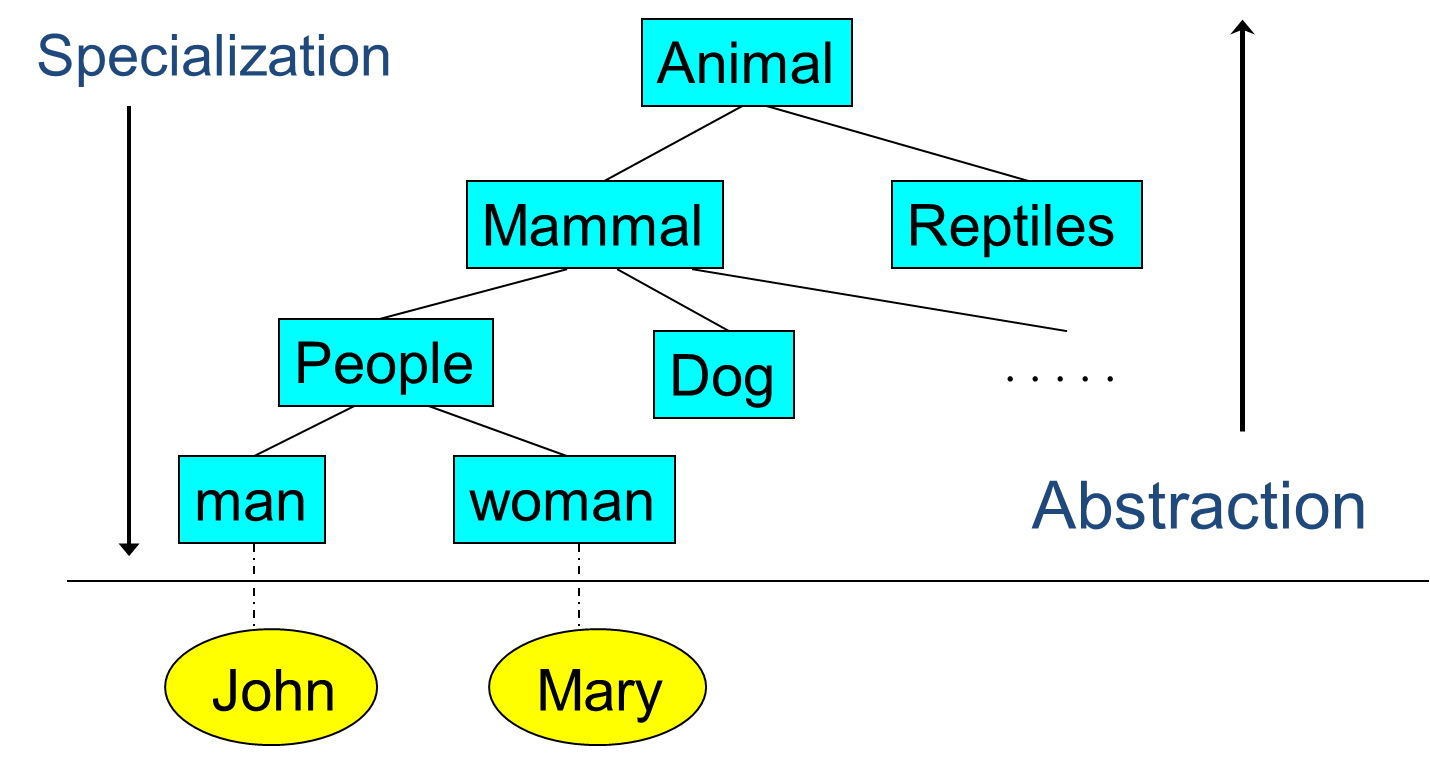 Specialization
Animal
Mammal
Reptiles
People
Dog
. . . . .
man
woman
Abstraction
John
Mary